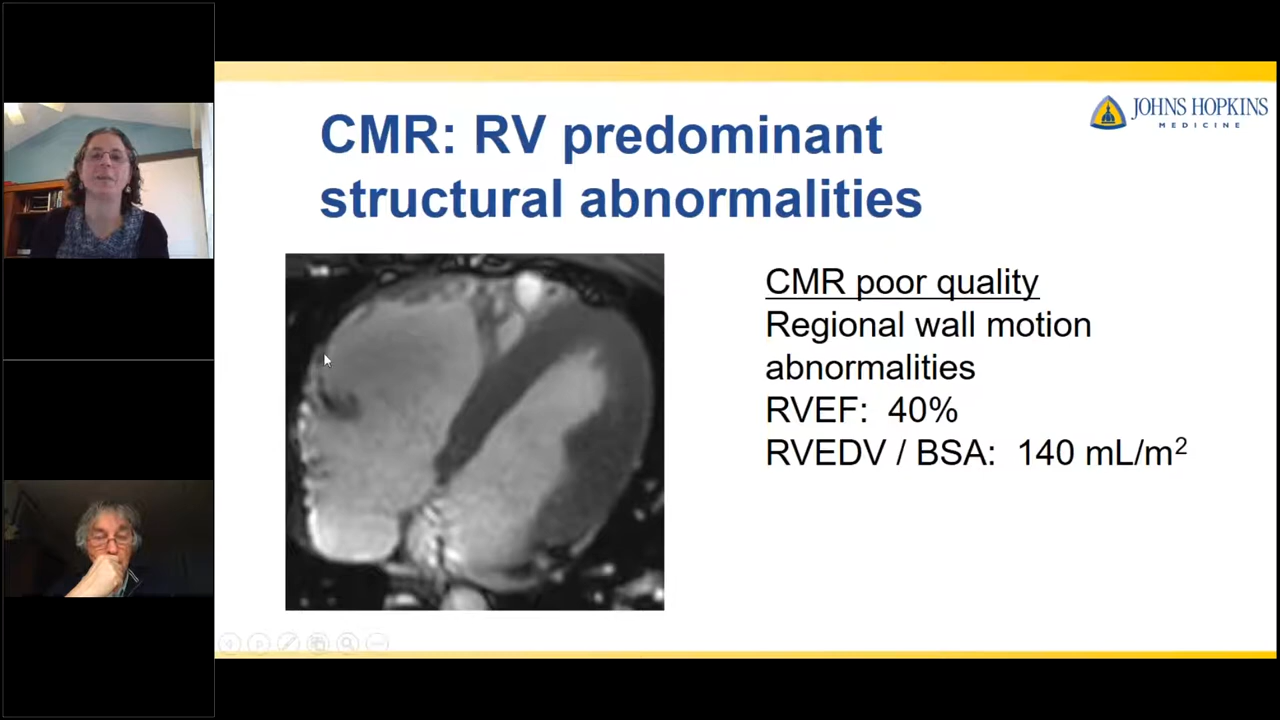 CMR: RV predominant
structural abnormalities
JOHNS HOPKINS
MEDICINE
CMR poor quality
Regional wall motion
abnormalities
RVEF: 40%
RVEDV / BSA: 140 mL/m²